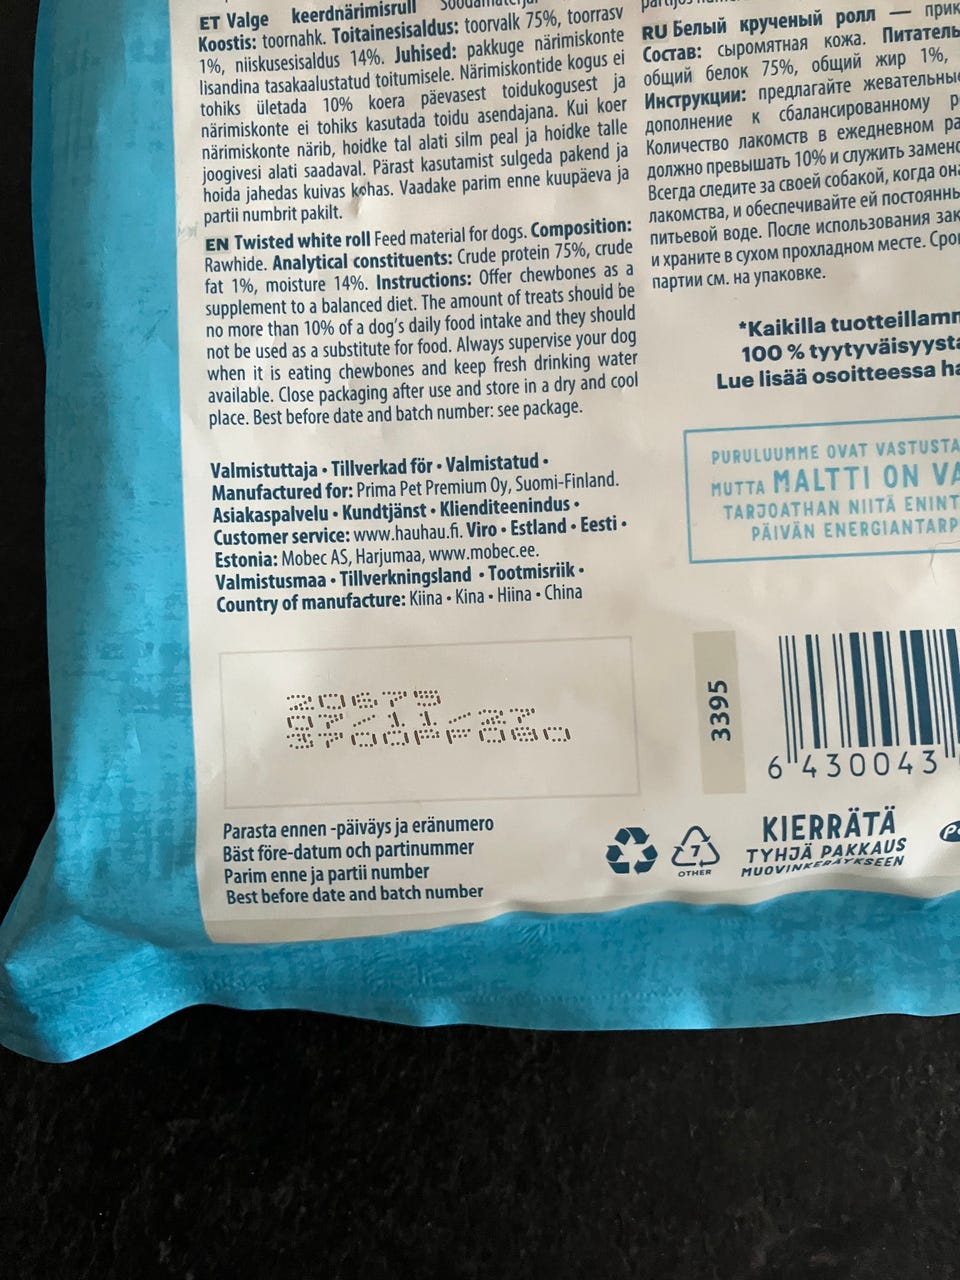 ET Valge keerdnärimisrull
Koostis: toornahk. Toitainesisaldus: toorvalk 75%, toorrasv
1%, niiskusesisaldus 14%. Juhised: pakkuge närimiskonte
lisandina tasakaalustatud toitumisele. Närimiskontide kogus ei
tohiks ületada 10% koera päevasest toidukogusest ja
närimiskonte ei tohiks kasutada toidu asendajana. Kui koer
närimiskonte närib, hoidke tal alati silm peal ja hoidke talle
joogivesi alati saadaval. Pärast kasutamist sulgeda pakend ja
hoida jahedas kuivas kohas. Vaadake parim enne kuupäeva ja
partii numbrit pakilt.
EN Twisted white roll Feed material for dogs. Composition:
Rawhide. Analytical constituents: Crude protein 75%, crude
fat 1%, moisture 14%. Instructions: Offer chewbones as a
supplement to a balanced diet. The amount of treats should be
no more than 10% of a dog's daily food intake and they should
not be used as a substitute for food. Always supervise your dog
when it is eating chewbones and keep fresh drinking water
available. Close packaging after use and store in a dry and cool
place. Best before date and batch number: see package.
RU Белый крученый ролл —
Состав: сыромятная кожа.
общий белок 75%, общий жир 1%,
Инструкции: предлагайте
дополнение к сбалансированному
Количество лакомств в ежедневном
должно превышать 10% и служить
Всегда следите за своей собакой, когда
лакомства, и обеспечивайте ей
питьевой воде. После использования
и храните в сухом прохладном месте.
партии см. на упаковке.
*Kaikilla
100 %
Lue lisää osoitteessa
PURULUUMME OVAT
MUTTA MALTTI ON
TARJOATHAN NIITÄ
PÄIVÄN
Valmistuttaja • Tillverkad för • Valmistatud •
Manufactured for: Prima Pet Premium Oy, Suomi-Finland.
Asiakaspalvelu • Kundtjänst • Klienditeenindus •
Customer service: www.hauhau.fi. Viro • Estland • Eesti •
Estonia: Mobec AS, Harjumaa, www.mobec.ee.
Valmistusmaa • Tillverkningsland • Tootmisriik •
Country of manufacture: Kiina • Kina • Hiina • China
20675
07/11/27
3395
6 430043
Parasta ennen -päiväys ja eränumero
Bäst före-datum och partinummer
Parim enne ja partii number
Best before date and batch number
7
OTHER
KIERRÄTÄ
TYHJÄ PAKKAUS
MUOVINKERÄYKSEEN